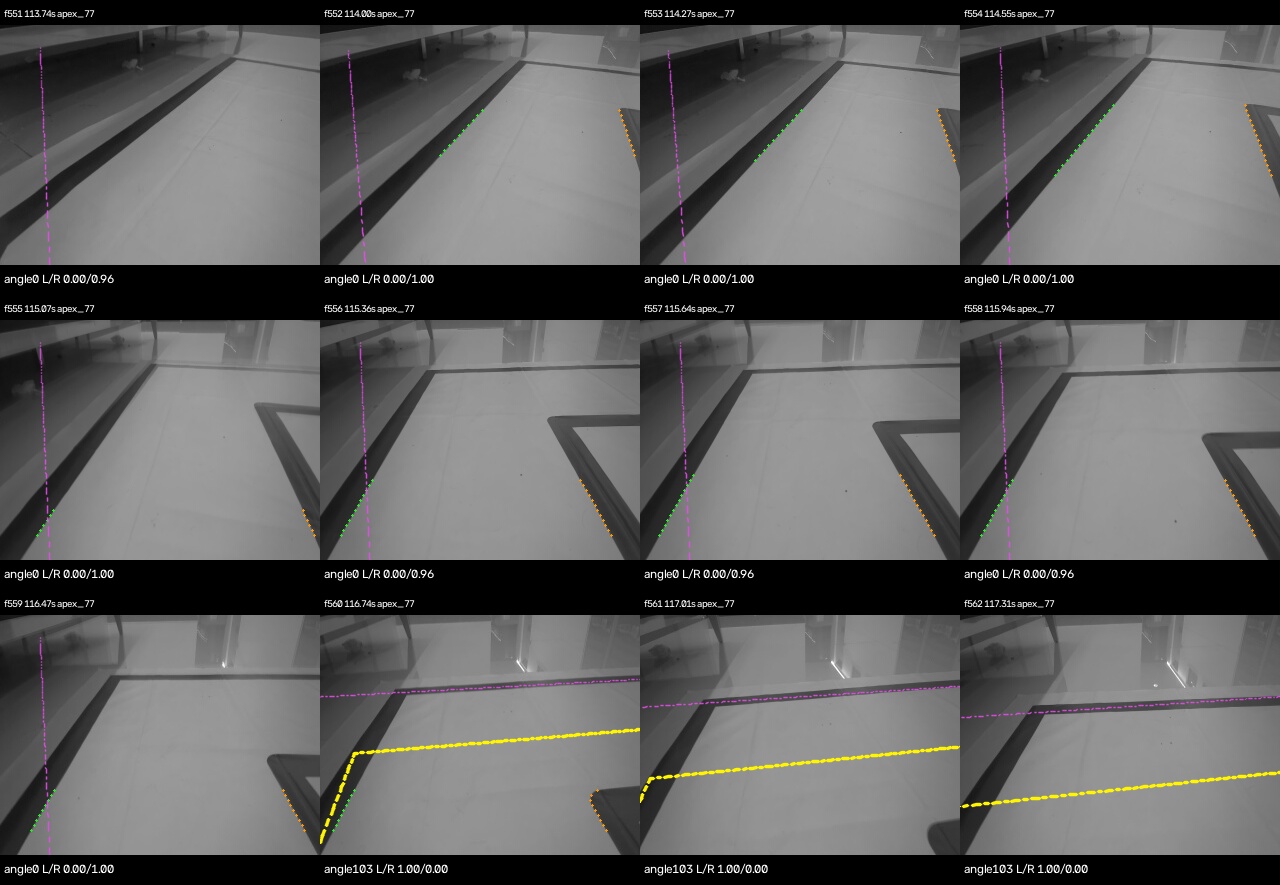 f551 113.74s apex_77
f552 114.00s apex_77
f553 114.27s apex_77
f554 114.55s apex_77
angle0 L/R 0.00/0.96
angle0 L/R 0.00/1.00
angle0 L/R 0.00/1.00
angle0 L/R 0.00/1.00
f555 115.07s apex_77
f556 115.36s apex_77
f557 115.64s apex_77
f558 115.94s apex_77
angle0 L/R 0.00/1.00
angle0 L/R 0.00/0.96
angle0 L/R 0.00/0.96
angle0 L/R 0.00/0.96
f559 116.47s apex_77
f560 116.74s apex_77
f561 117.01s apex_77
f562 117.31s apex_77
angle0 L/R 0.00/1.00
angle103 L/R 1.00/0.00
angle103 L/R 1.00/0.00
angle103 L/R 1.00/0.00